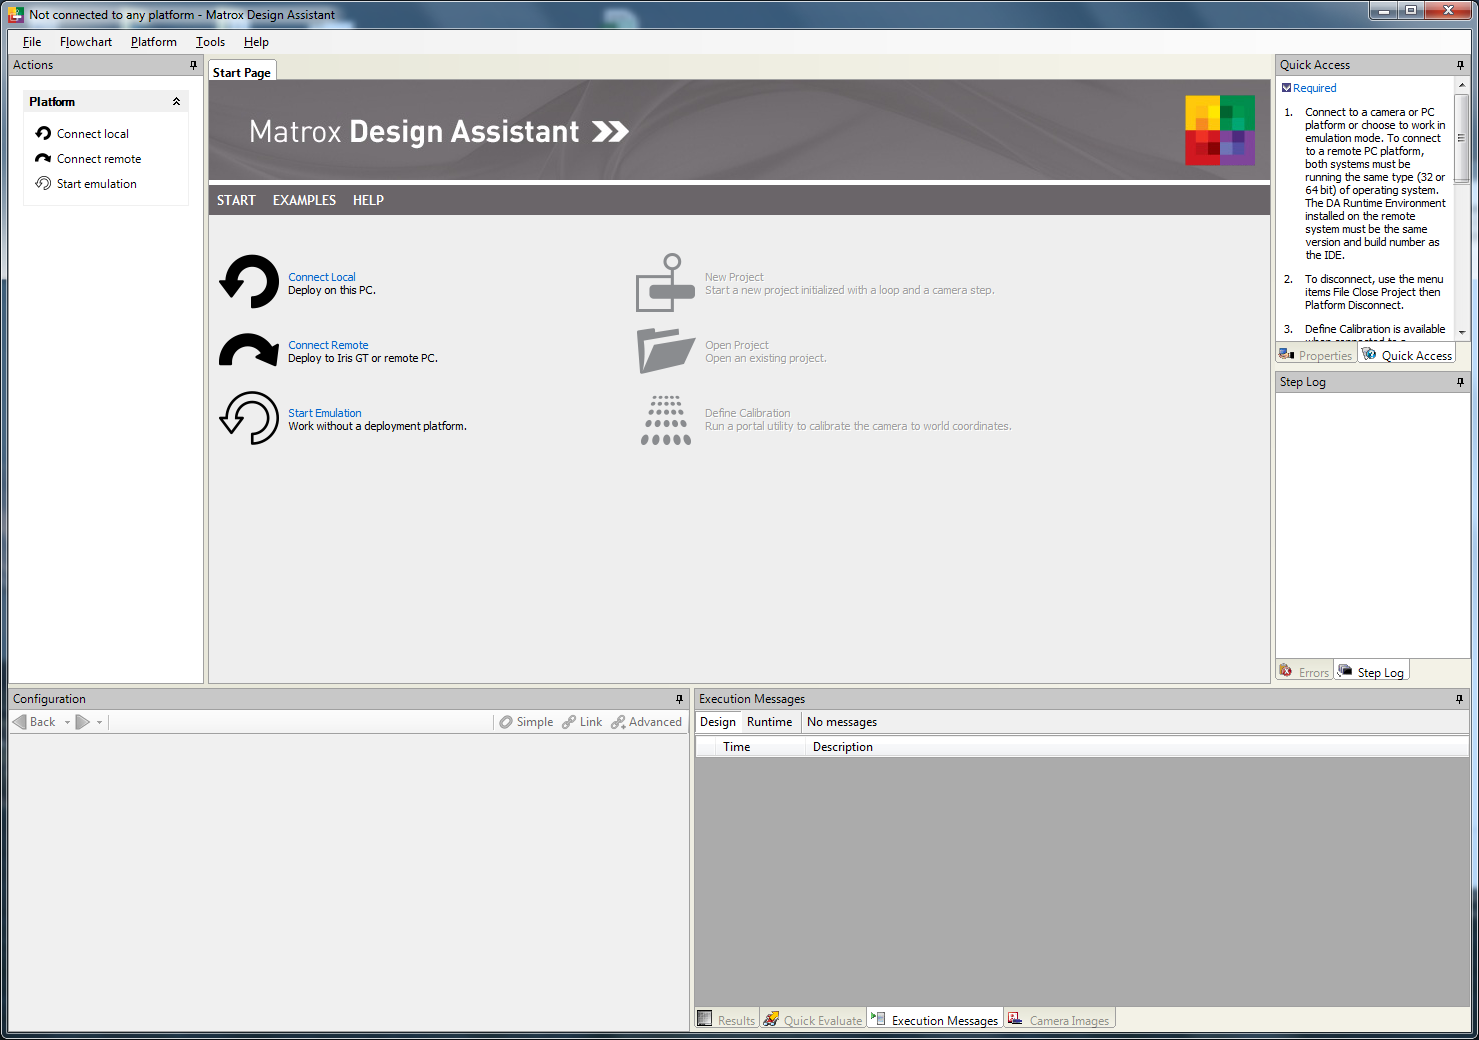 Not connected to any platform - Matrox Design Assistant
File Flowchart Platform Tools Help
Actions
Platform
Connect local
Connect remote
Start emulation
Start Page
Matrox Design Assistant
START EXAMPLES HELP
Connect Local
Deploy on this PC.
Connect Remote
Deploy to Iris GT or remote PC.
Start Emulation
Work without a deployment platform.
New Project
Start a new project initialized with a loop and a camera step.
Open Project
Open an existing project.
Define Calibration
Run a portal utility to calibrate the camera to world coordinates.
Quick Access
Required
1. Connect to a camera or PC
platform or choose to work in
emulation mode. To connect
to a remote PC platform,
both systems must be
running the same type (32 or
64 bit) of operating system.
The DA Runtime Environment
installed on the remote
system must be the same
version and build number as
the IDE.
2. To disconnect, use the menu
items File Close Project then
Platform Disconnect.
3. Define Calibration is available
when connected to a
Properties Quick Access
Step Log
Errors Step Log
Configuration
Back Simple Link Advanced
Execution Messages
Design Runtime No messages
Time Description
Results Quick Evaluate Execution Messages Camera Images